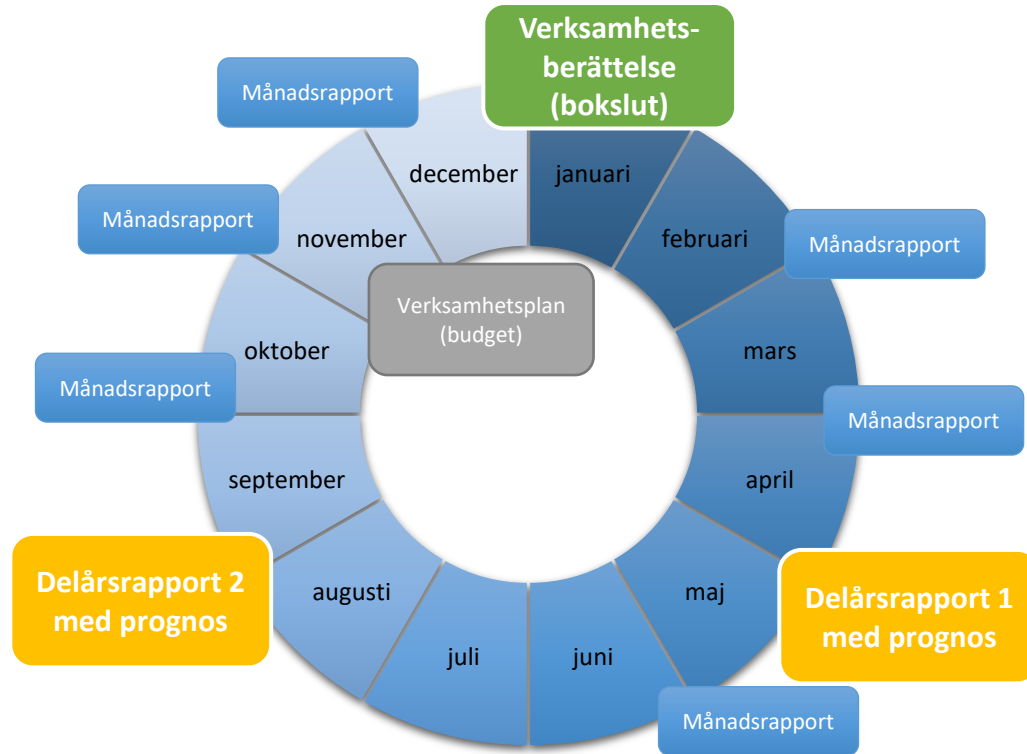 Verksamhets-
berättelse
(bokslut)
Månadsrapport
december
januari
Månadsrapport
november
februari
Månadsrapport
Verksamhetsplan
(budget)
oktober
mars
Månadsrapport
Månadsrapport
september
april
Delårsrapport 2
med prognos
augusti
maj
Delårsrapport 1
med prognos
juli
juni
Månadsrapport